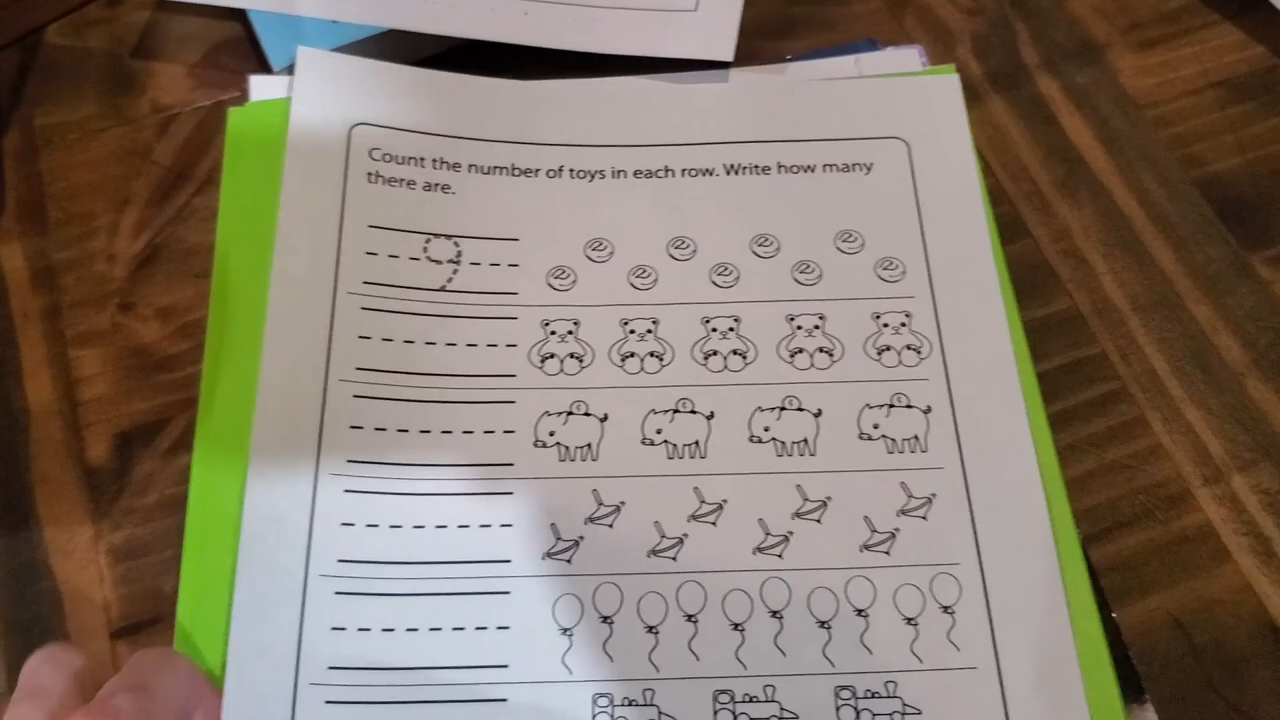 Count the number of toys in each row. Write how many
there are.
9